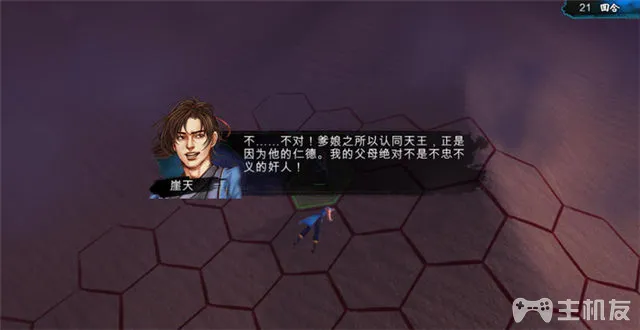 21 回合
不……不对！爹娘之所以认同天王，正是
因为他的仁德。我的父母绝对不是不忠不
义的奸人！
崖天
主机友